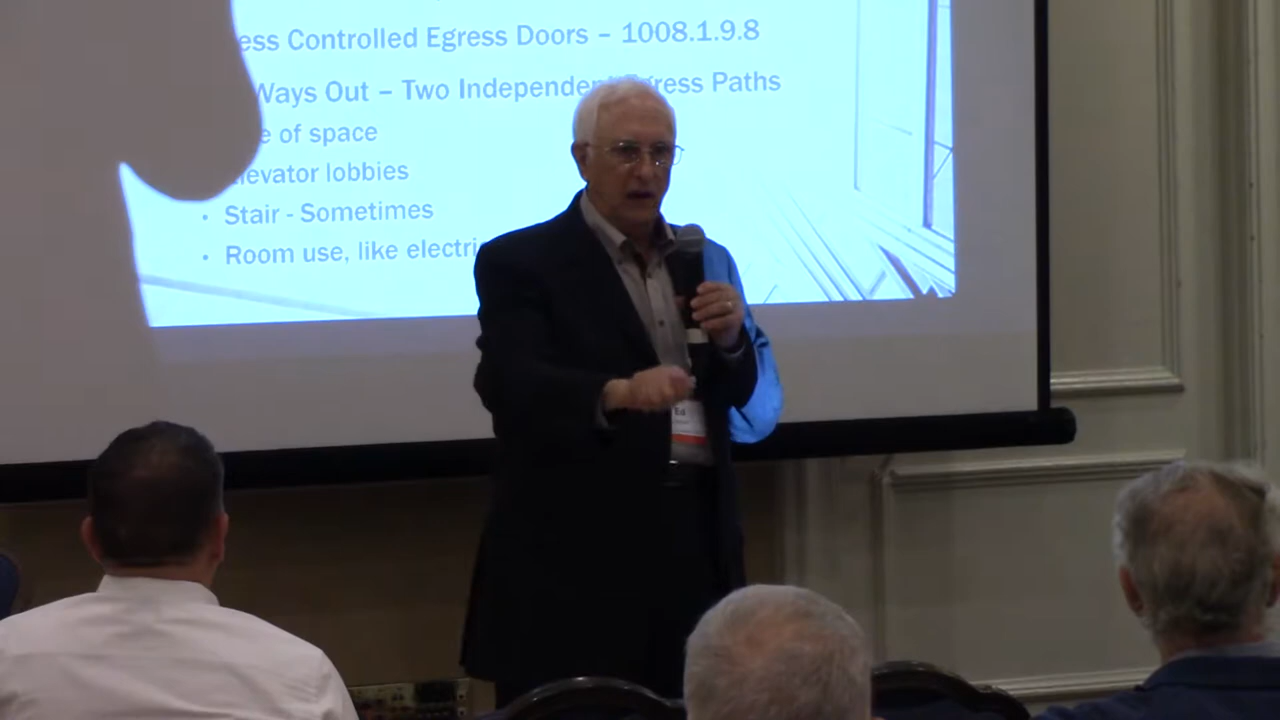 ess Controlled Egress Doors – 1008.1.9.8
Ways Out – Two Independen gress Paths
e of space
levator lobbies
• Stair - Sometimes
• Room use, like electri
Ed